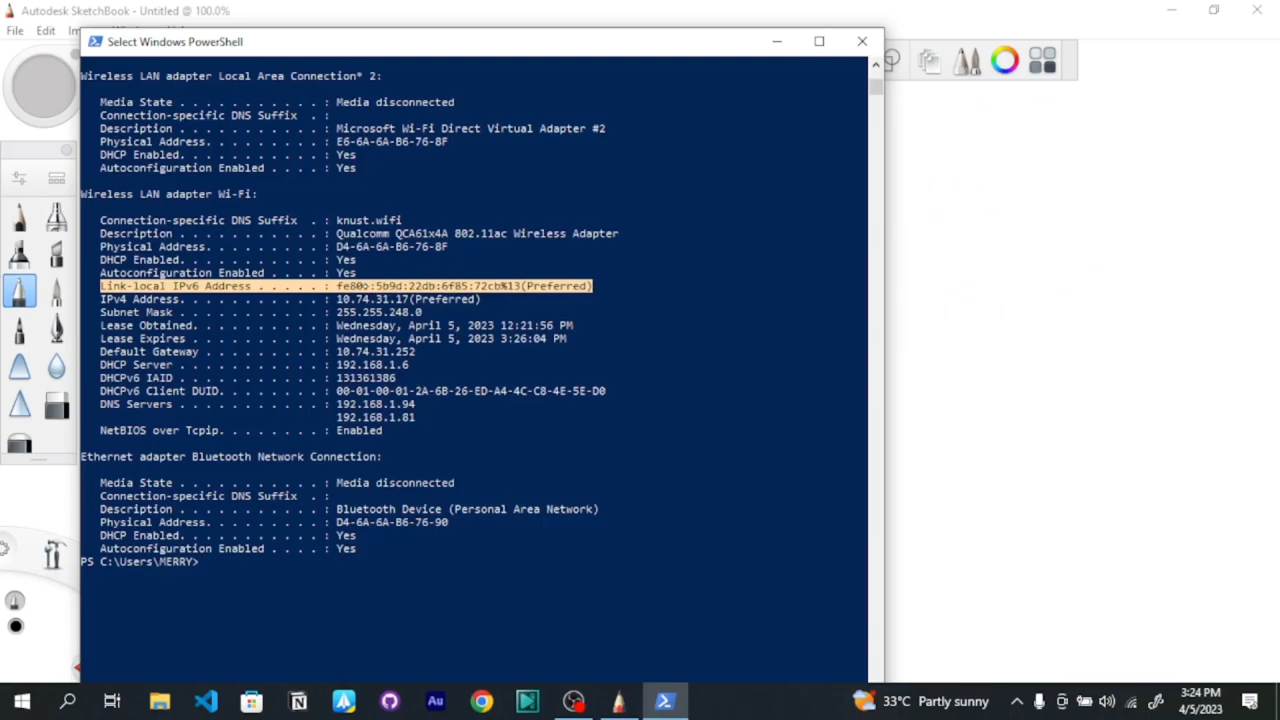 Autodesk SketchBook - Untitled @ 100.0%
File Edit
Select Windows PowerShell
Wireless LAN adapter Local Area Connection* 2:
Media State . . . . . . . . . . . : Media disconnected
Connection-specific DNS Suffix . :
Description . . . . . . . . . . . : Microsoft Wi-Fi Direct Virtual Adapter #2
Physical Address. . . . . . . . . : E6-6A-6A-B6-76-8F
DHCP Enabled. . . . . . . . . . . : Yes
Autoconfiguration Enabled . . . . : Yes
Wireless LAN adapter Wi-Fi:
Connection-specific DNS Suffix . : knust.wifi
Description . . . . . . . . . . . : Qualcomm QCA61x4A 802.11ac Wireless Adapter
Physical Address. . . . . . . . . : D4-6A-6A-B6-76-8F
DHCP Enabled. . . . . . . . . . . : Yes
Autoconfiguration Enabled . . . . : Yes
Link-local IPv6 Address . . . . . : fe80::5b9d:22db:6f85:72cb%13(Preferred)
IPv4 Address. . . . . . . . . . . : 10.74.31.17(Preferred)
Subnet Mask . . . . . . . . . . . : 255.255.248.0
Lease Obtained. . . . . . . . . . : Wednesday, April 5, 2023 12:21:56 PM
Lease Expires . . . . . . . . . . : Wednesday, April 5, 2023 3:26:04 PM
Default Gateway . . . . . . . . . : 10.74.31.252
DHCP Server . . . . . . . . . . . : 192.168.1.6
DHCPv6 IAID . . . . . . . . . . . : 131361386
DHCPv6 Client DUID. . . . . . . . : 00-01-00-01-2A-6B-26-ED-A4-4C-C8-4E-5E-D0
DNS Servers . . . . . . . . . . . : 192.168.1.94
192.168.1.81
NetBIOS over Tcpip. . . . . . . . : Enabled
Ethernet adapter Bluetooth Network Connection:
Media State . . . . . . . . . . . : Media disconnected
Connection-specific DNS Suffix . :
Description . . . . . . . . . . . : Bluetooth Device (Personal Area Network)
Physical Address. . . . . . . . . : D4-6A-6A-B6-76-90
DHCP Enabled. . . . . . . . . . . : Yes
Autoconfiguration Enabled . . . . : Yes
PS C:\Users\MERRY>
Au
33°C Partly sunny
3:24 PM
4/5/2023